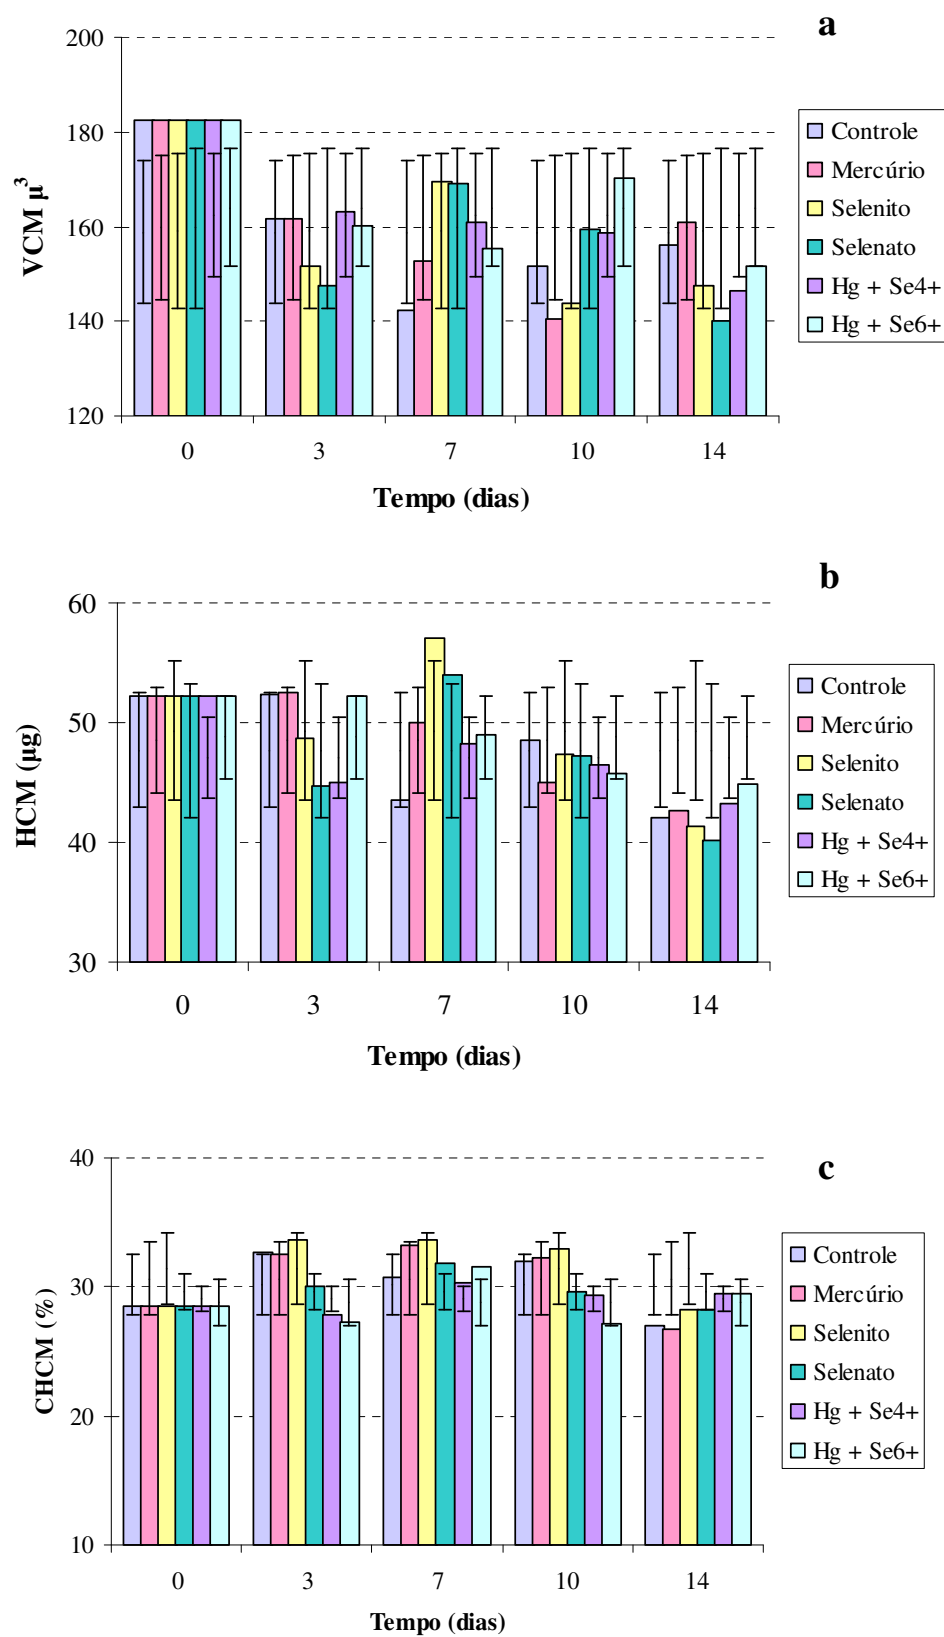 a
200
180
160
140
120
VCM µ³
0 3 7 10 14
Tempo (dias)
Controle
Mercúrio
Selenito
Selenato
Hg + Se4+
Hg + Se6+
b
60
50
40
30
HCM (µg)
0 3 7 10 14
Tempo (dias)
Controle
Mercúrio
Selenito
Selenato
Hg + Se4+
Hg + Se6+
c
40
30
20
10
CHCM (%)
0 3 7 10 14
Tempo (dias)
Controle
Mercúrio
Selenito
Selenato
Hg + Se4+
Hg + Se6+